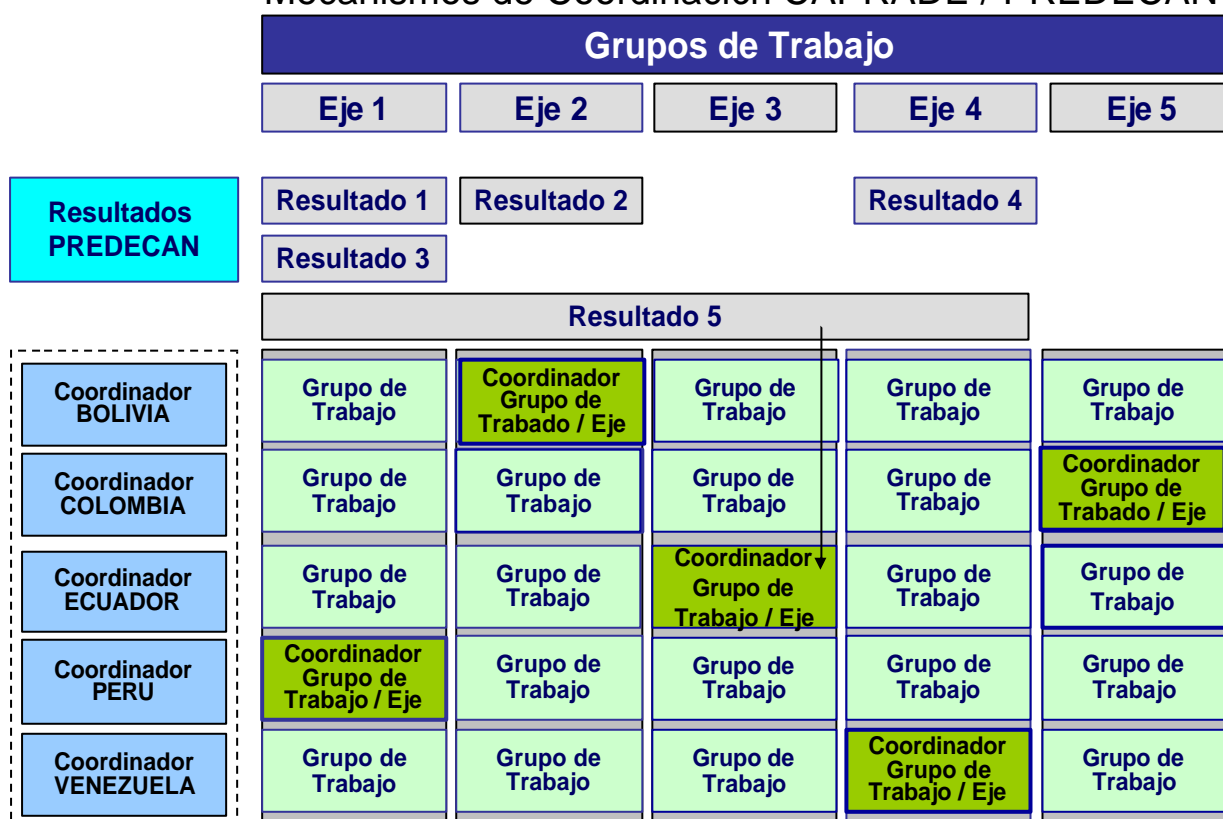 Mecanismos de Coordinación CAPRADE / PREDECAN
Grupos de Trabajo
Eje 1
Eje 2
Eje 3
Eje 4
Eje 5
Resultados
PREDECAN
Resultado 1
Resultado 2
Resultado 4
Resultado 3
Resultado 5
Coordinador
BOLIVIA
Grupo de
Trabajo
Coordinador
Grupo de
Trabado / Eje
Grupo de
Trabajo
Grupo de
Trabajo
Grupo de
Trabajo
Coordinador
COLOMBIA
Grupo de
Trabajo
Grupo de
Trabajo
Grupo de
Trabajo
Grupo de
Trabajo
Coordinador
Grupo de
Trabado / Eje
Coordinador
ECUADOR
Grupo de
Trabajo
Grupo de
Trabajo
Coordinador
Grupo de
Trabajo / Eje
Grupo de
Trabajo
Grupo de
Trabajo
Coordinador
PERU
Coordinador
Grupo de
Trabajo / Eje
Grupo de
Trabajo
Grupo de
Trabajo
Grupo de
Trabajo
Grupo de
Trabajo
Coordinador
VENEZUELA
Grupo de
Trabajo
Grupo de
Trabajo
Grupo de
Trabajo
Coordinador
Grupo de
Trabajo / Eje
Grupo de
Trabajo